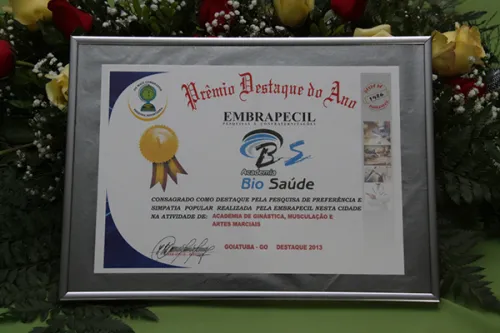 Prêmio Destaque do Ano
EMBRAPECIL
BS
Academia
Bio Saúde
CONSAGRADO COMO DESTAQUE PELA PESQUISA DE PREFERÊNCIA E
SIMPATIA POPULAR REALIZADA PELA EMBRAPECIL NESTA CIDADE
NA ATIVIDADE DE: ACADEMIA DE GINÁSTICA, MUSCULAÇÃO E
ARTES MARCIAIS
GOIATUBA - GO DESTAQUE 2013